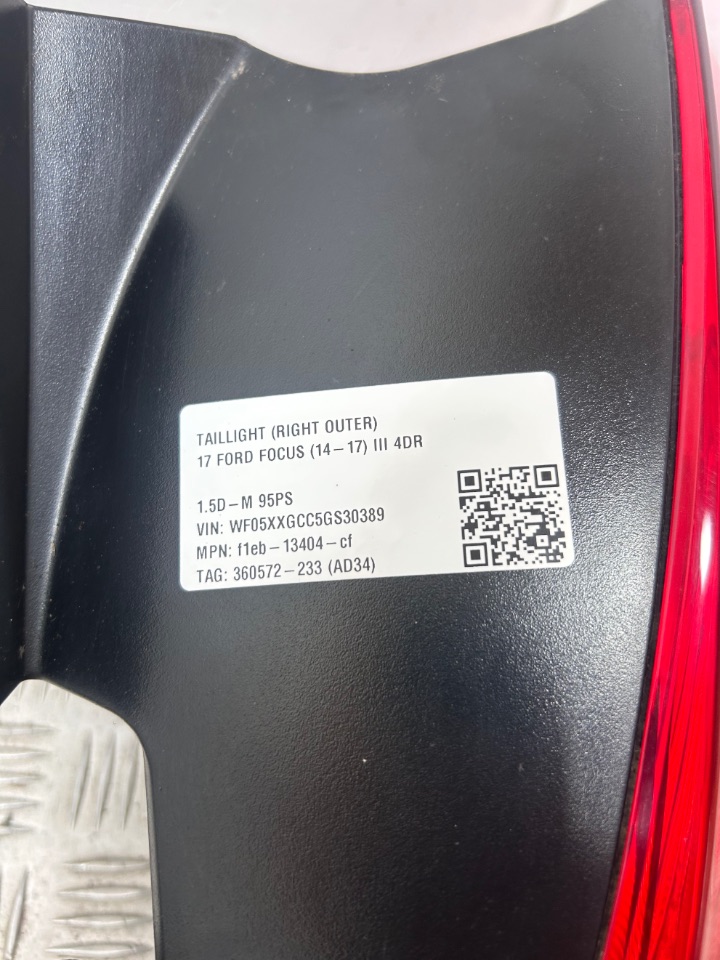 TAILLIGHT (RIGHT OUTER)
17 FORD FOCUS (14-17) III 4DR
1.5D-M 95PS
VIN: WF05XXGCC5GS30389
MPN: f1eb-13404-cf
TAG: 360572-233 (AD34)